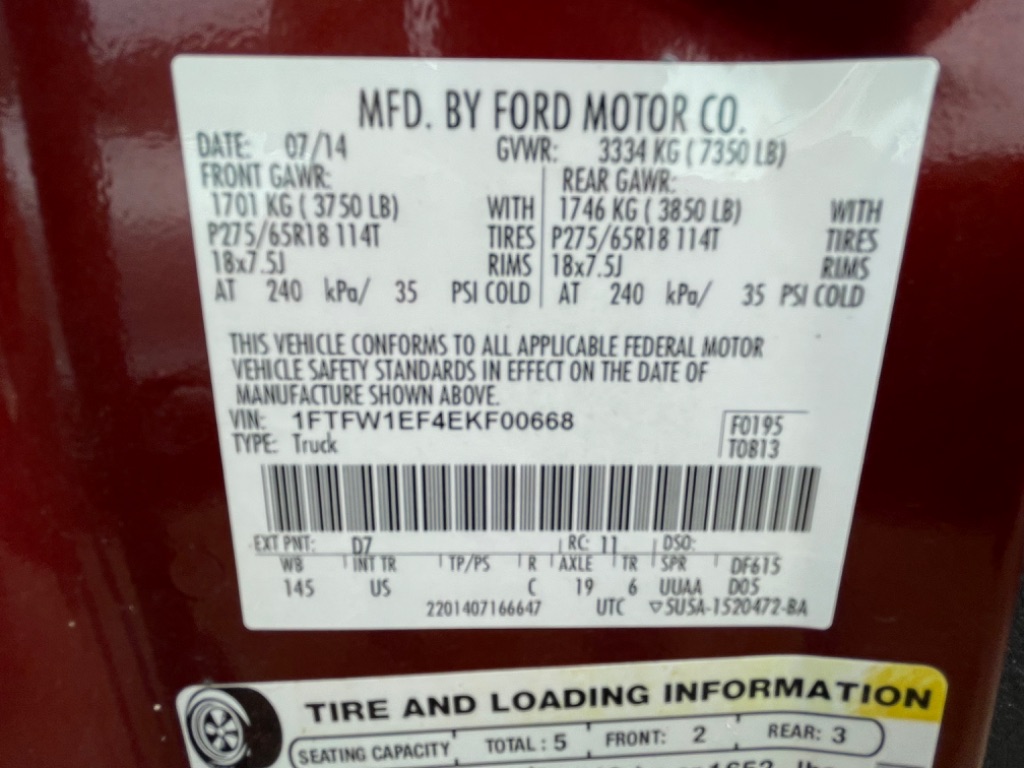 MFD. BY FORD MOTOR CO.
DATE: 07/14 GVWR: 3334 KG ( 7350 LB)
FRONT GAWR: REAR GAWR:
1701 KG ( 3750 LB) WITH 1746 KG ( 3850 LB) WITH
P275/65R18 114T TIRES P275/65R18 114T TIRES
18x7.5J RIMS 18x7.5J RIMS
AT 240 kPa/ 35 PSI COLD AT 240 kPa/ 35 PSI COLD
THIS VEHICLE CONFORMS TO ALL APPLICABLE FEDERAL MOTOR
VEHICLE SAFETY STANDARDS IN EFFECT ON THE DATE OF
MANUFACTURE SHOWN ABOVE.
VIN: 1FTFW1EF4EKF00668 F0195
TYPE: Truck T0813
EXT PNT: D7 RC: 11 DSO:
WB INT TR TP/PS R AXLE TR SPR DF615
145 US C 19 6 UUAA D05
2201407166647 UTC ▽5U5A-1520472-BA
TIRE AND LOADING INFORMATION
SEATING CAPACITY TOTAL : 5 FRONT: 2 REAR: 3